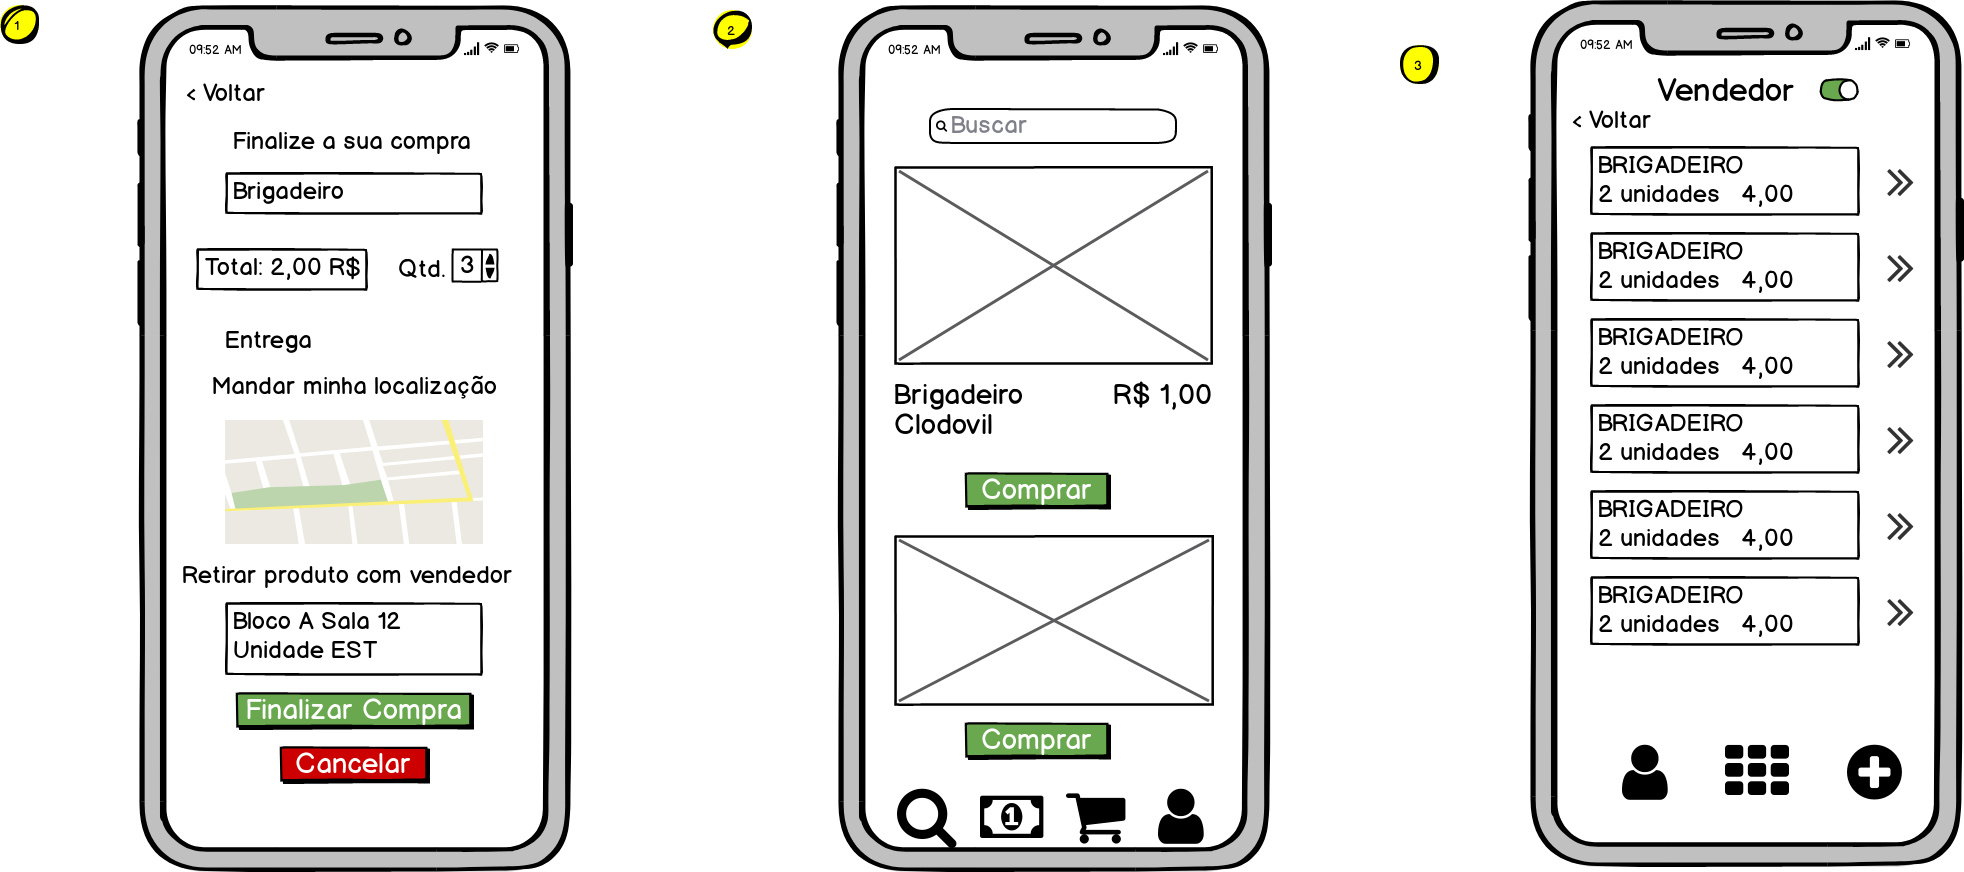 1
09:52 AM
< Voltar
Finalize a sua compra
Brigadeiro
Total: 2,00 R$
Qtd. 3
Entrega
Mandar minha localização
Retirar produto com vendedor
Bloco A Sala 12
Unidade EST
Finalizar Compra
Cancelar
2
09:52 AM
Buscar
Brigadeiro R$ 1,00
Clodovil
Comprar
Comprar
1
3
09:52 AM
Vendedor
< Voltar
BRIGADEIRO
2 unidades 4,00
BRIGADEIRO
2 unidades 4,00
BRIGADEIRO
2 unidades 4,00
BRIGADEIRO
2 unidades 4,00
BRIGADEIRO
2 unidades 4,00
BRIGADEIRO
2 unidades 4,00